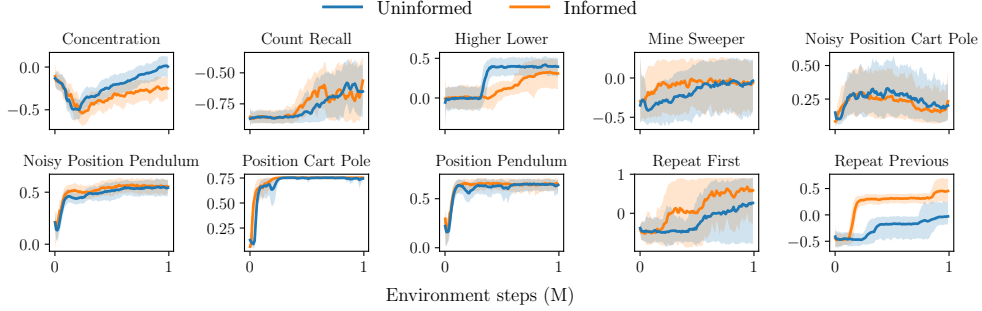 Uninformed Informed
Concentration Count Recall Higher Lower Mine Sweeper Noisy Position Cart Pole
0.0 −0.5
−0.50 −0.75
0.5 0.0
0.0 −0.5
0.25
Noisy Position Pendulum Position Cart Pole Position Pendulum Repeat First Repeat Previous
0.5 0.0
0.75 0.50 0.25
0.5 0.0
1 0
0.5 0.0 −0.5
0 1 0 1 0 1 0 1 0 1
Environment steps (M)